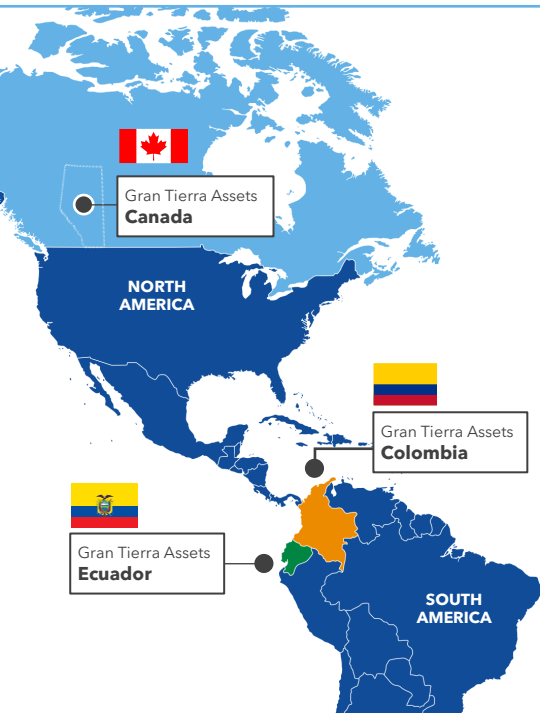 Gran Tierra Assets
Canada
NORTH
AMERICA
Gran Tierra Assets
Colombia
Gran Tierra Assets
Ecuador
SOUTH
AMERICA